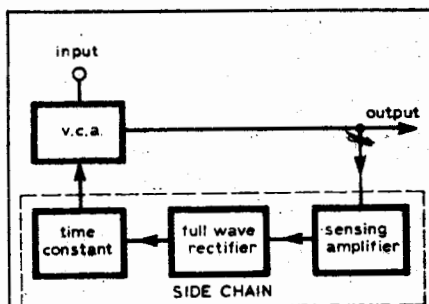 input
v.c.a.
output
time
constant
full wave
rectifier
sensing
amplifier
SIDE CHAIN